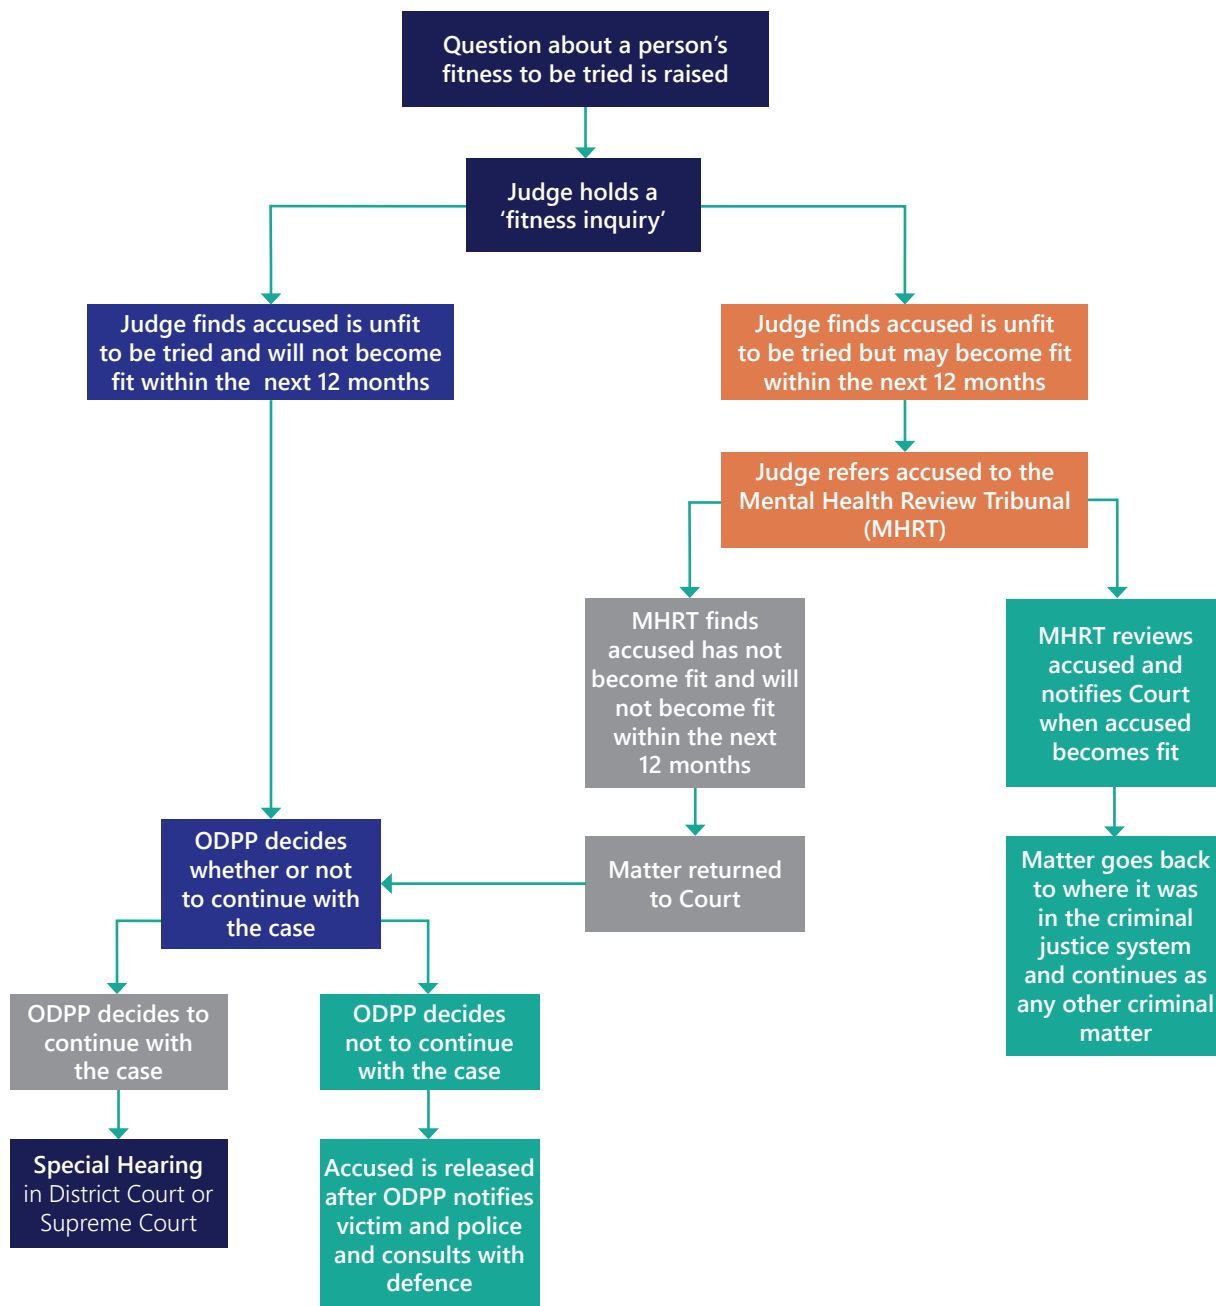 Question about a person‘s
fitness to be tried is raised
Judge holds a
‘fitness inquiry’
Judge finds accused is unfit
to be tried and will not become
fit within the next 12 months
Judge finds accused is unfit
to be tried but may become fit
within the next 12 months
Judge refers accused to the
Mental Health Review Tribunal
(MHRT)
MHRT finds
accused has not
become fit and will
not become fit
within the next
12 months
MHRT reviews
accused and
notifies Court
when accused
becomes fit
ODPP decides
whether or not
to continue with
the case
Matter returned
to Court
Matter goes back
to where it was
in the criminal
justice system
and continues as
any other criminal
matter
ODPP decides to
continue with
the case
ODPP decides
not to continue
with the case
Special Hearing
in District Court or
Supreme Court
Accused is released
after ODPP notifies
victim and police
and consults with
defence